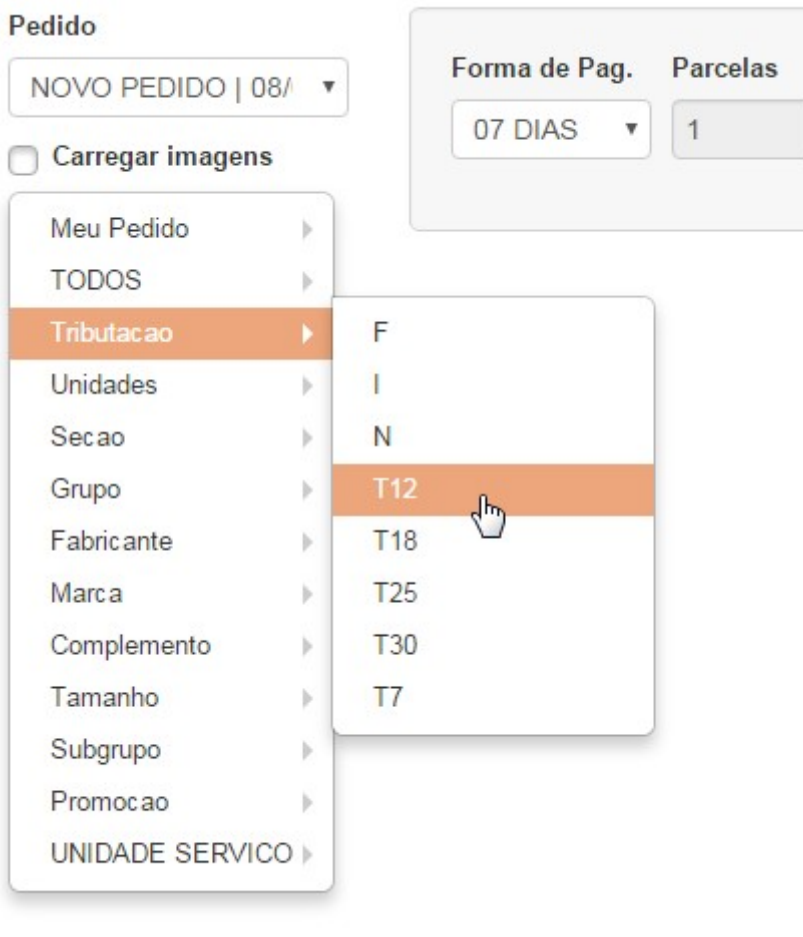 Pedido
NOVO PEDIDO | 08/
Carregar imagens
Forma de Pag. Parcelas
07 DIAS 1
Meu Pedido
TODOS
Tributacao
Unidades
Secao
Grupo
Fabricante
Marca
Complemento
Tamanho
Subgrupo
Promocao
UNIDADE SERVICO
F
I
N
T12
T18
T25
T30
T7